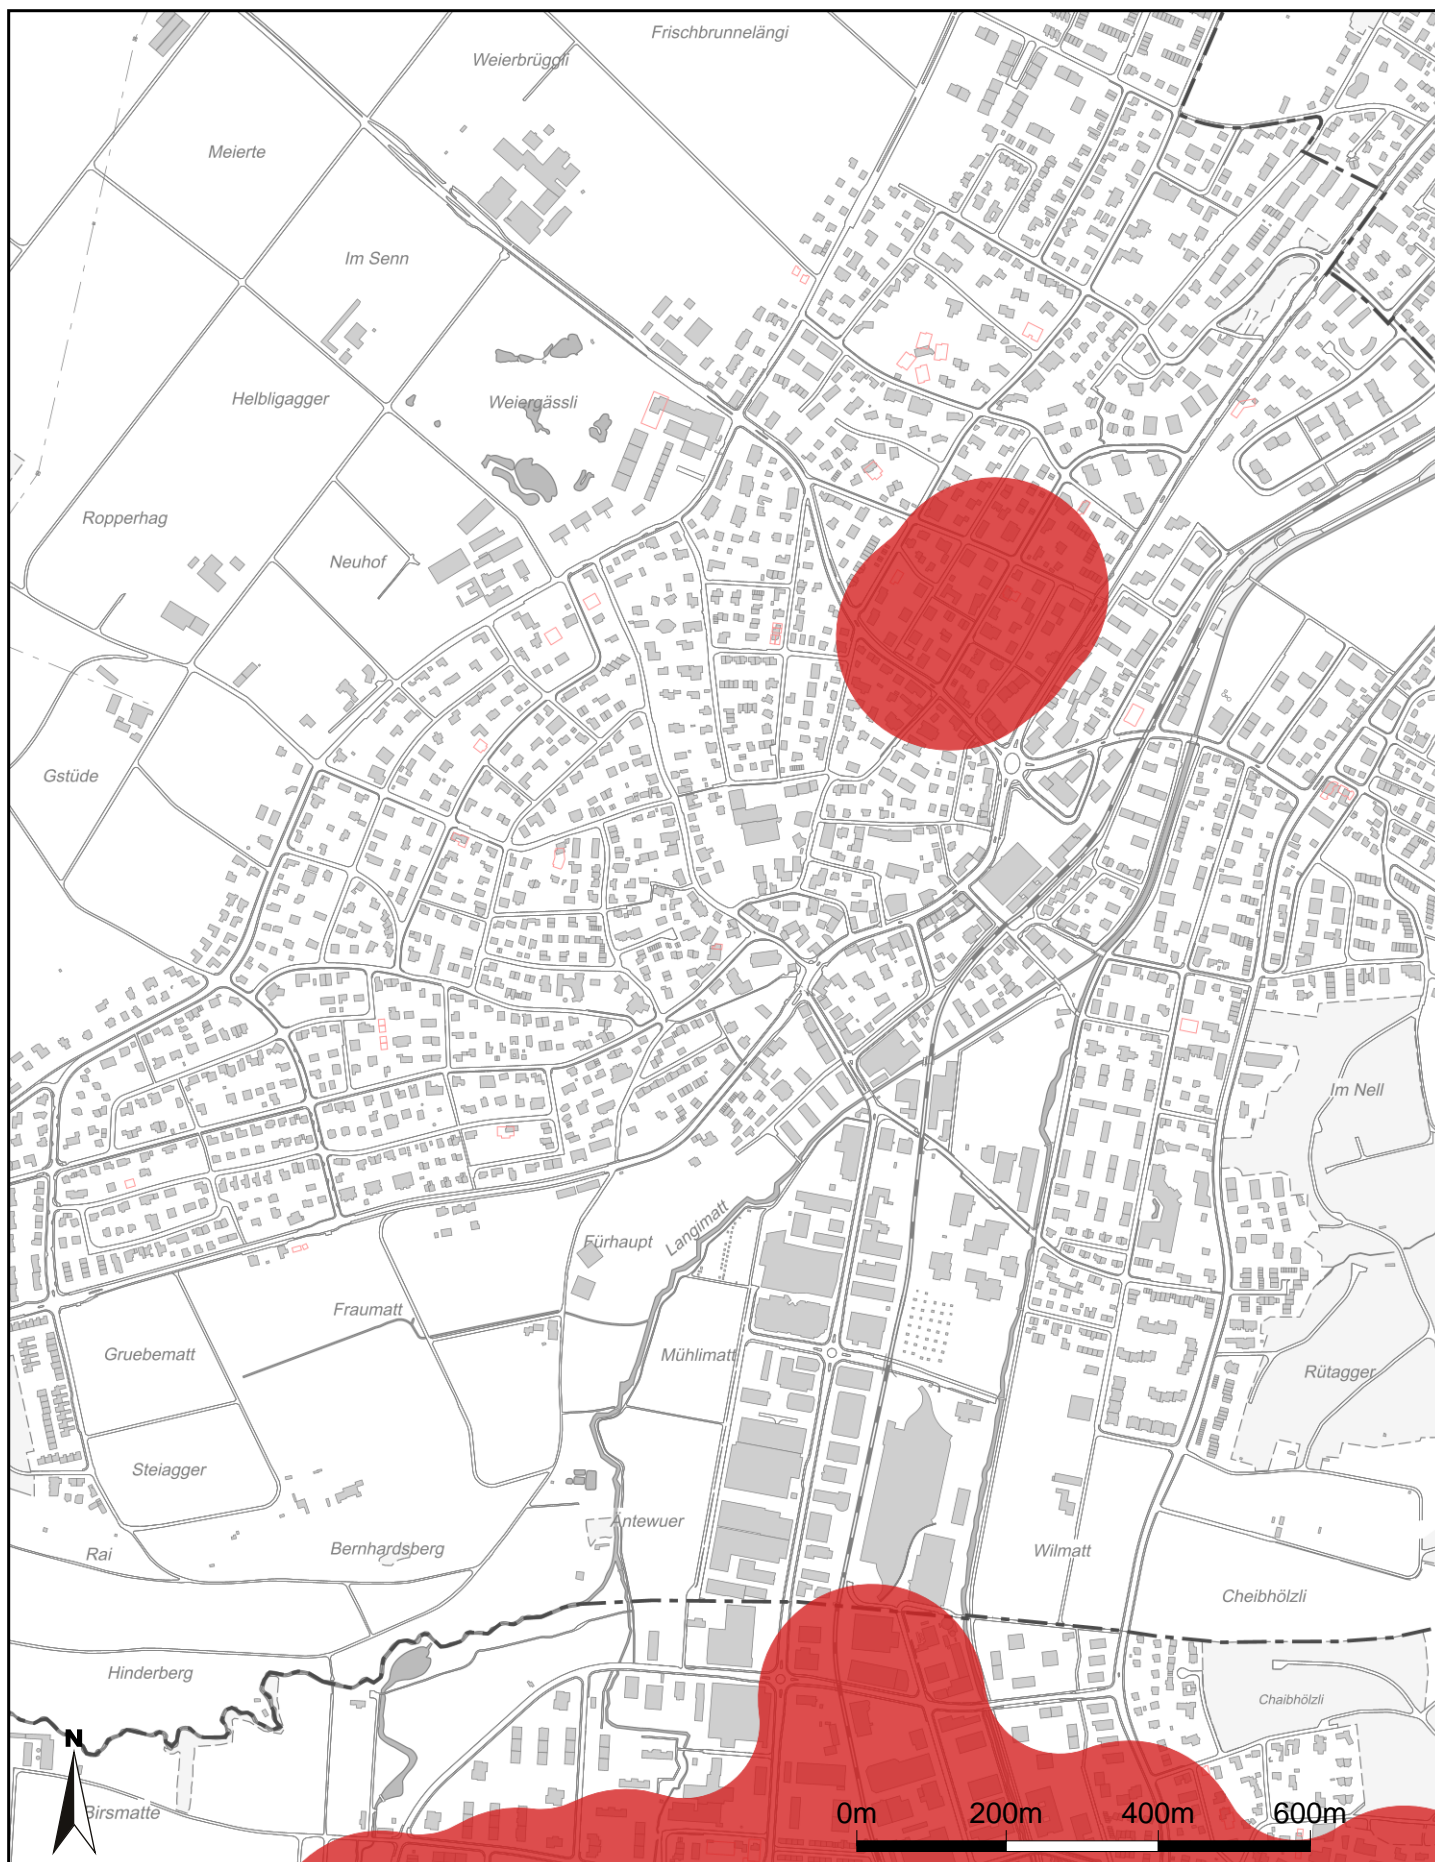 Frischbrunnelängi
Weierbrüggli
Meierte
Im Senn
Helbligagger
Weiergässli
Ropperhag
Neuhof
Gstüde
Im Nell
Langimatt
Fürhaupt
Fraumatt
Gruebematt
Mühlimatt
Rütagger
Steiagger
Äntewuer
Bernhardsberg
Wilmatt
Rai
Cheibhölzli
Hinderberg
Chaibhölzli
N
Birsmatte
0m 200m 400m 600m